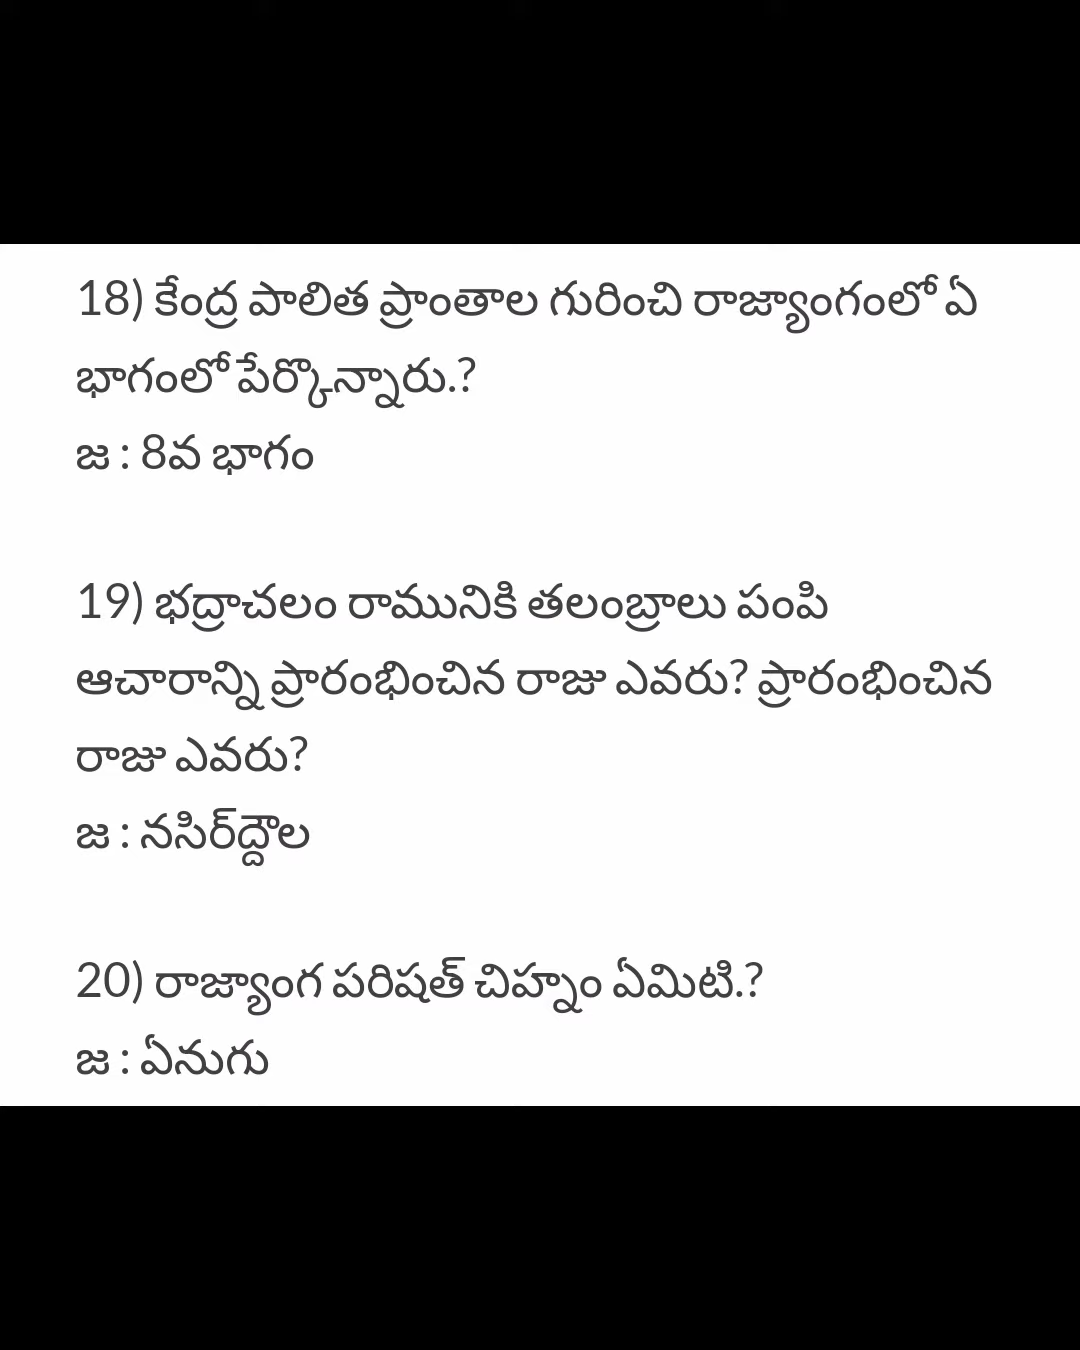 18) కేంద్ర పాలిత ప్రాంతాల గురించి రాజ్యాంగంలో ఏ
భాగంలో పేర్కొన్నారు.?
జ : 8వ భాగం
19) భద్రాచలం రామునికి తలంబ్రాలు పంపి
ఆచారాన్ని ప్రారంభించిన రాజు ఎవరు? ప్రారంభించిన
రాజు ఎవరు?
జ : నసిర్‌ద్దౌల
20) రాజ్యాంగ పరిషత్ చిహ్నం ఏమిటి.?
జ : ఏనుగు